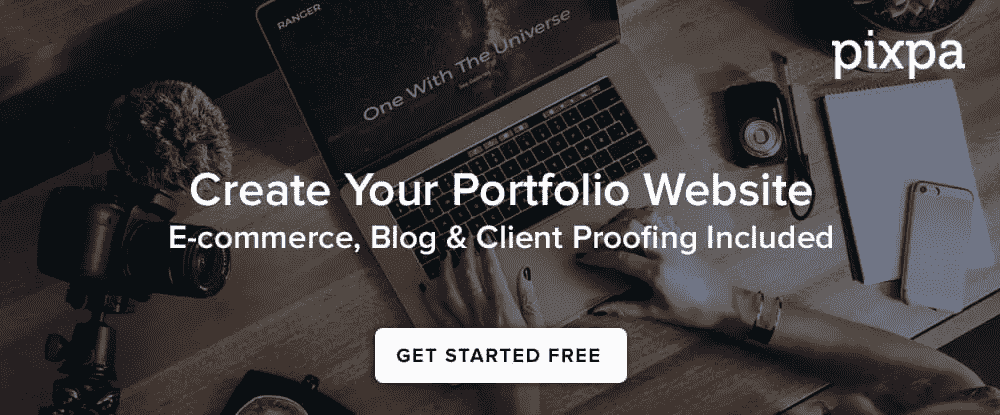 RANGER
One With The Universe
pixpa
Create Your Portfolio Website
E-commerce, Blog & Client Proofing Included
GET STARTED FREE